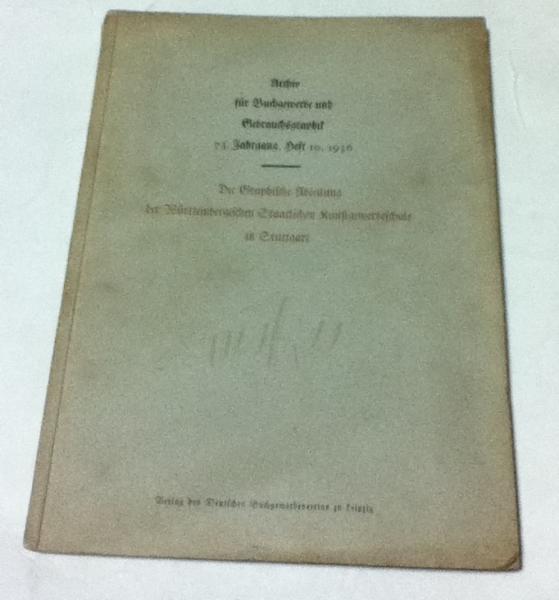 Archiv
für Buchgewerbe und
Gebrauchsgraphik
73. Jahrgang, Heft 10, 1936
Die Graphische Abteilung
der Württembergischen Staatlichen Kunstgewerbeschule
in Stuttgart
Verlag des Deutschen Buchgewerbevereins zu Leipzig